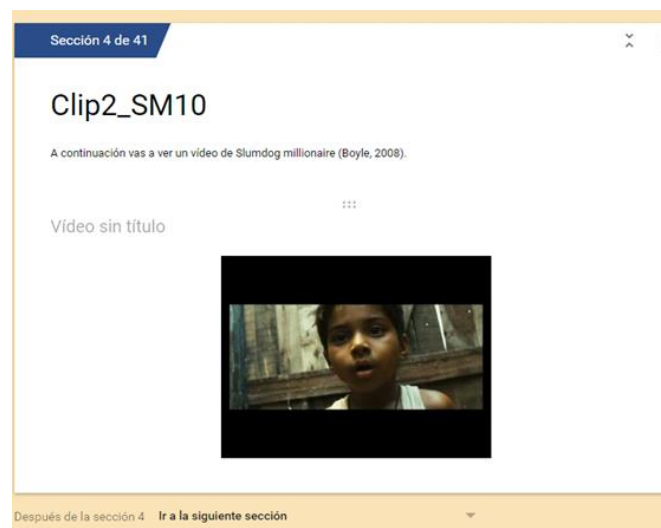 Sección 4 de 41
Clip2_SM10
A continuación vas a ver un vídeo de Slumdog millionaire (Boyle, 2008).
Vídeo sin título
Después de la sección 4 Ir a la siguiente sección